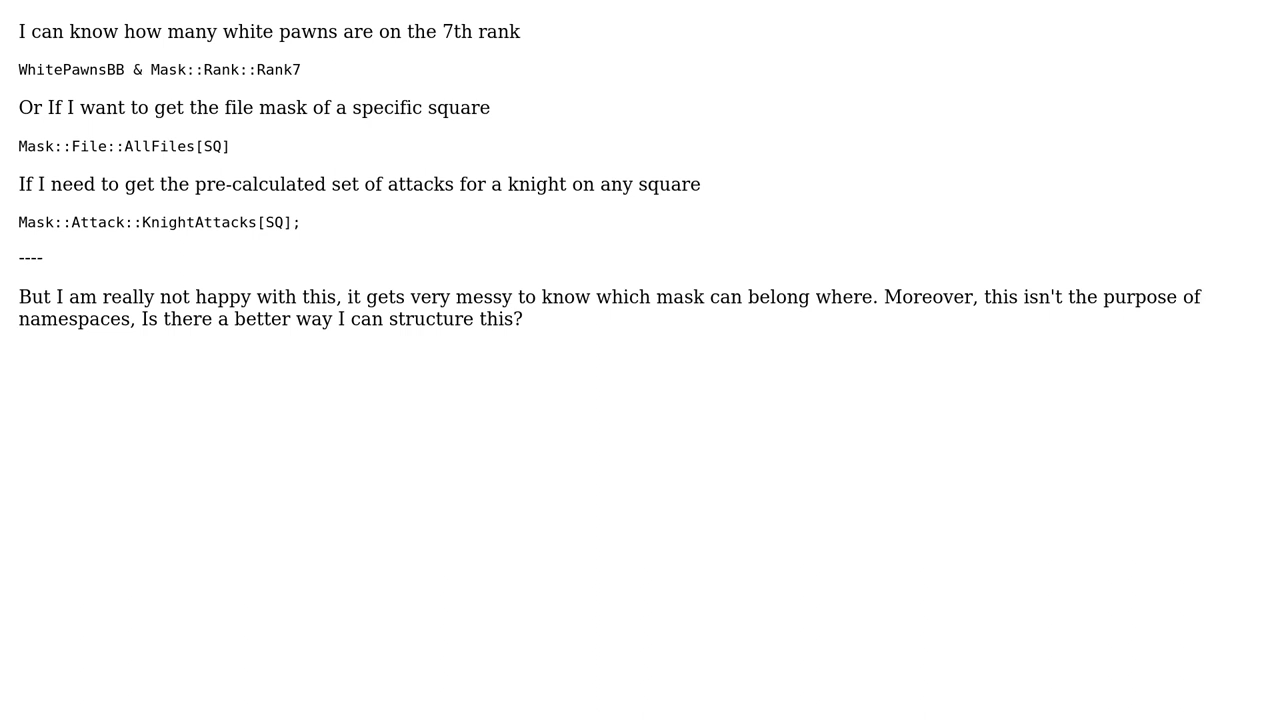 I can know how many white pawns are on the 7th rank
WhitePawnsBB & Mask::Rank::Rank7
Or If I want to get the file mask of a specific square
Mask::File::AllFiles[SQ]
If I need to get the pre-calculated set of attacks for a knight on any square
Mask::Attack::KnightAttacks[SQ];
----
But I am really not happy with this, it gets very messy to know which mask can belong where. Moreover, this isn't the purpose of
namespaces, Is there a better way I can structure this?